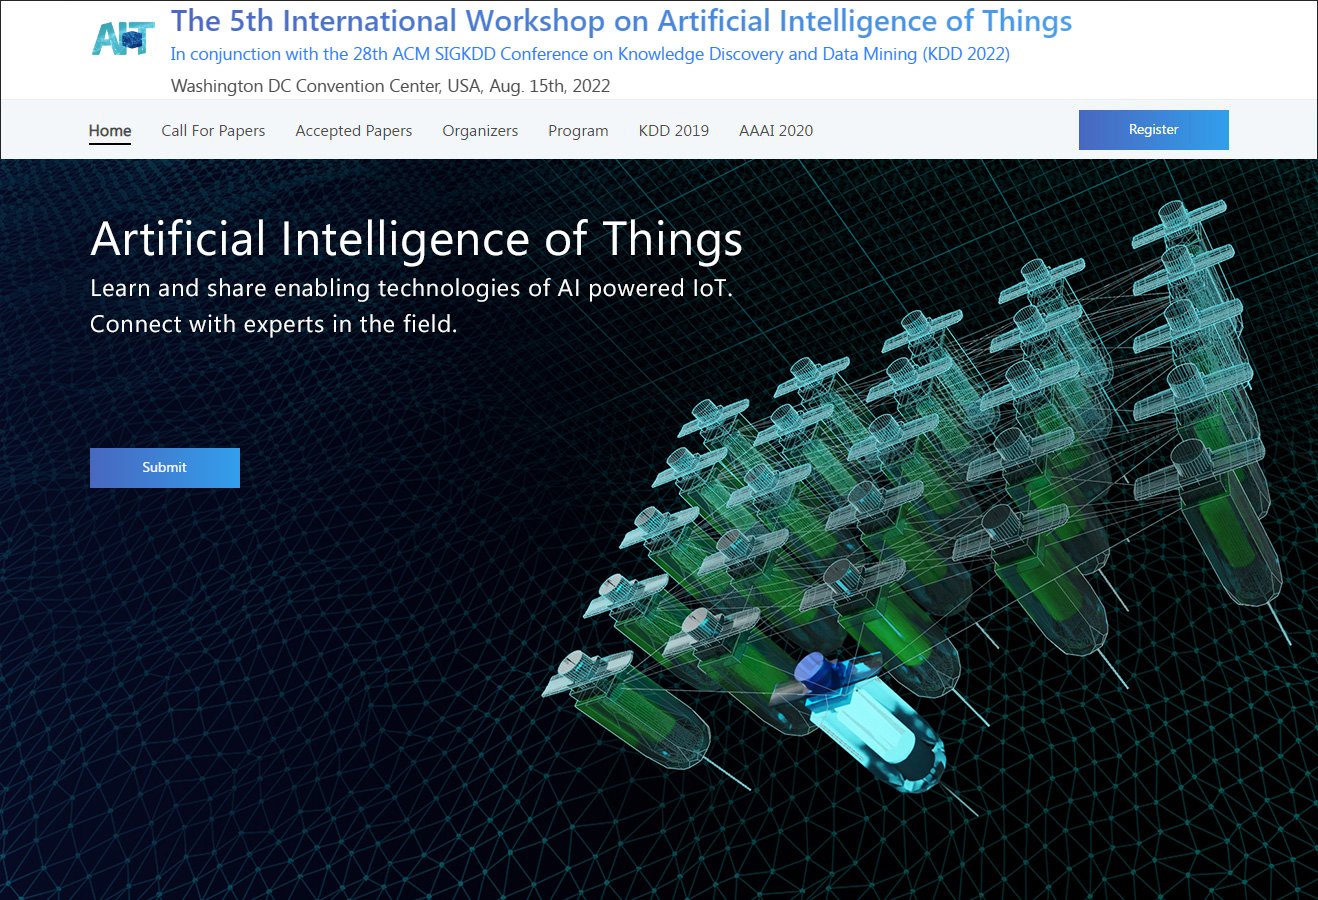 AIoT
The 5th International Workshop on Artificial Intelligence of Things
In conjunction with the 28th ACM SIGKDD Conference on Knowledge Discovery and Data Mining (KDD 2022)
Washington DC Convention Center, USA, Aug. 15th, 2022
Home Call For Papers Accepted Papers Organizers Program KDD 2019 AAAI 2020 Register
Artificial Intelligence of Things
Learn and share enabling technologies of AI powered IoT.
Connect with experts in the field.
Submit